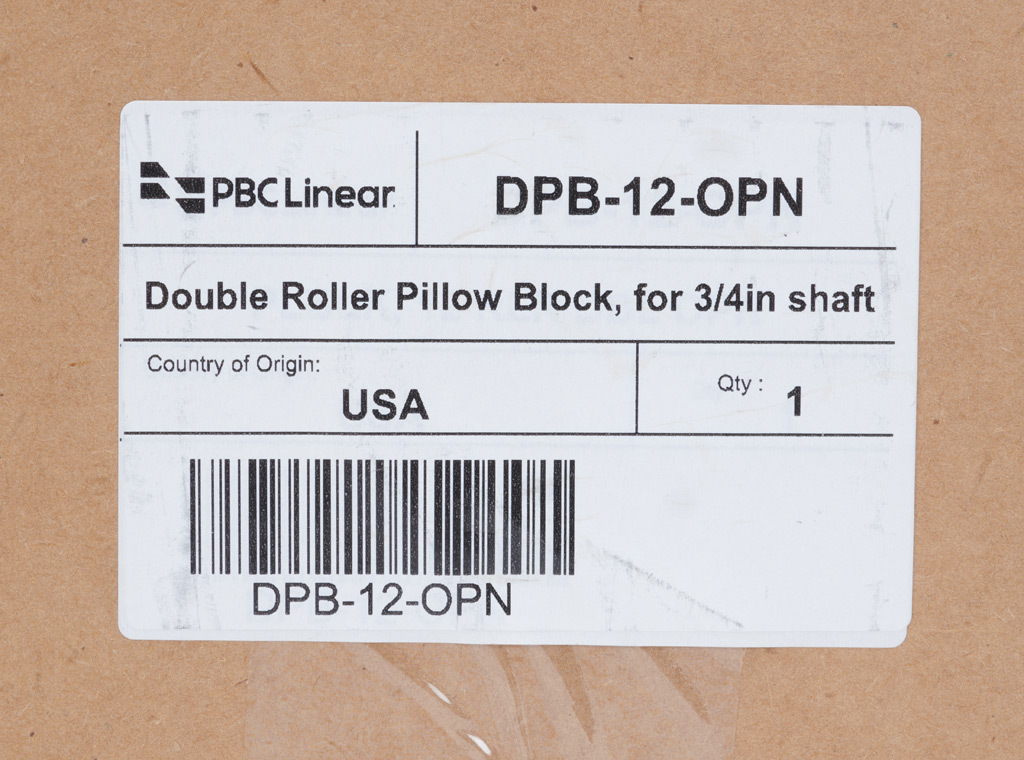 PBC Linear.
DPB-12-OPN
Double Roller Pillow Block, for 3/4in shaft
Country of Origin:
USA
Qty :
1
DPB-12-OPN